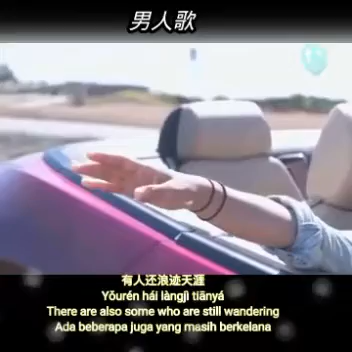 男人歌
有人还浪迹天涯
Yǒurén hái làngjì tiānyá
There are also some who are still wandering
Ada beberapa juga yang masih berkelana